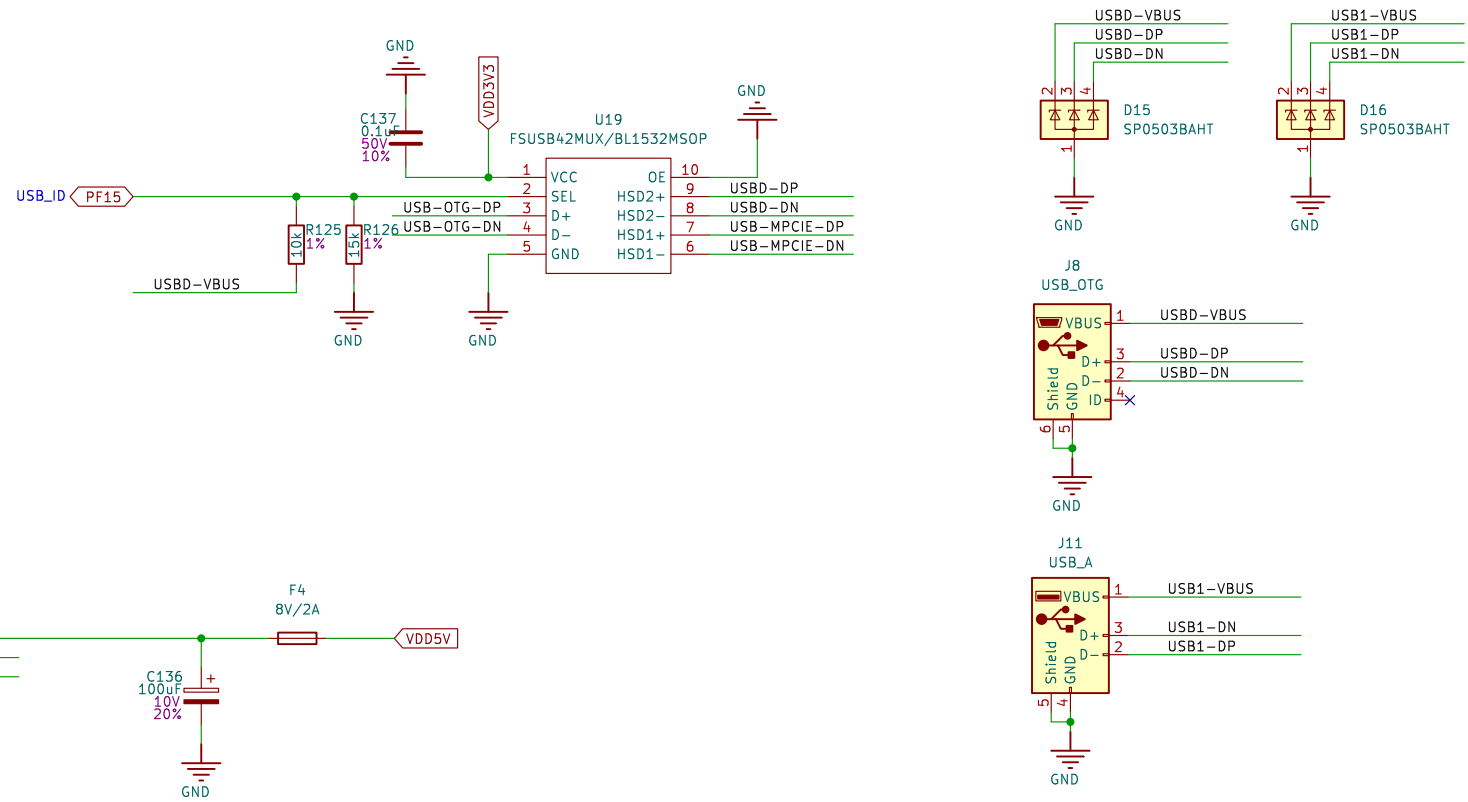 GND
C137
0.1uF
50V
10%
VDD3V3
U19
FSUSB42MUX/BL1532MSOP
GND
USB_ID
PF15
1 VCC OE 10
2 SEL HSD2+ 9 USBD-DP
USB-OTG-DP 3 D+ HSD2- 8 USBD-DN
USB-OTG-DN 4 D- HSD1+ 7 USB-MPCIE-DP
5 GND HSD1- 6 USB-MPCIE-DN
10k
R125
1%
15k
R126
1%
USBD-VBUS
GND
GND
USBD-VBUS
USBD-DP
USBD-DN
2 3 4
D15
SP0503BAHT
1
GND
USB1-VBUS
USB1-DP
USB1-DN
2 3 4
D16
SP0503BAHT
1
GND
J8
USB_OTG
VBUS 1 USBD-VBUS
D+ 3 USBD-DP
D- 2 USBD-DN
ID 4
Shield
GND
6 5
GND
J11
USB_A
VBUS 1 USB1-VBUS
D+ 3 USB1-DN
D- 2 USB1-DP
Shield
GND
5 4
GND
F4
8V/2A
VDD5V
C136
100uF
10V
20%
+
GND